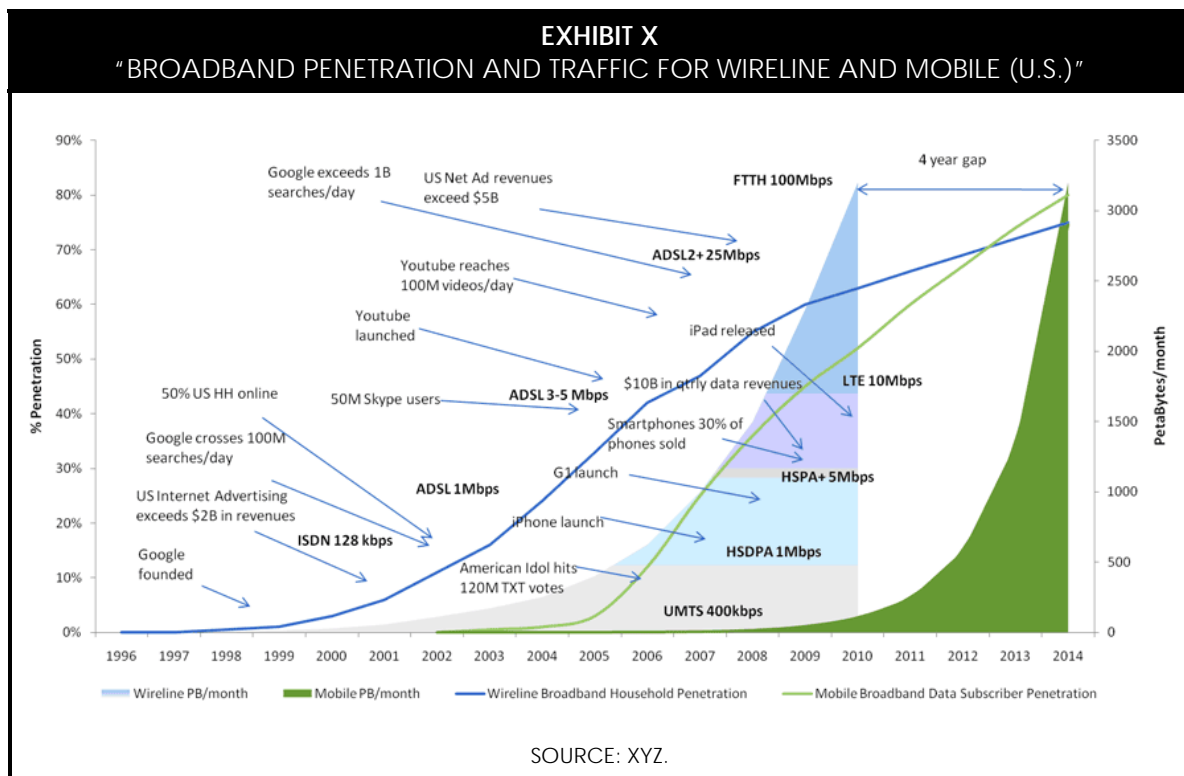 EXHIBIT X
“BROADBAND PENETRATION AND TRAFFIC FOR WIRELINE AND MOBILE (U.S.)”
90%
80%
70%
60%
50%
40%
30%
20%
10%
0%
% Penetration
3500
3000
2500
2000
1500
1000
500
0
PetaBytes/month
Google exceeds 1B
searches/day
US Net Ad revenues
exceed $5B
FTTH 100Mbps
4 year gap
ADSL2+ 25Mbps
Youtube reaches
100M videos/day
Youtube
launched
iPad released
50% US HH online
50M Skype users
ADSL 3-5 Mbps
$10B in qtrly data revenues
LTE 10Mbps
Google crosses 100M
searches/day
Smartphones 30% of
phones sold
ADSL 1Mbps
G1 launch
HSPA+ 5Mbps
US Internet Advertising
exceeds $2B in revenues
ISDN 128 kbps
iPhone launch
HSDPA 1Mbps
Google
founded
American Idol hits
120M TXT votes
UMTS 400kbps
1996 1997 1998 1999 2000 2001 2002 2003 2004 2005 2006 2007 2008 2009 2010 2011 2012 2013 2014
Wireline PB/month Mobile PB/month Wireline Broadband Household Penetration Mobile Broadband Data Subscriber Penetration
SOURCE: XYZ.